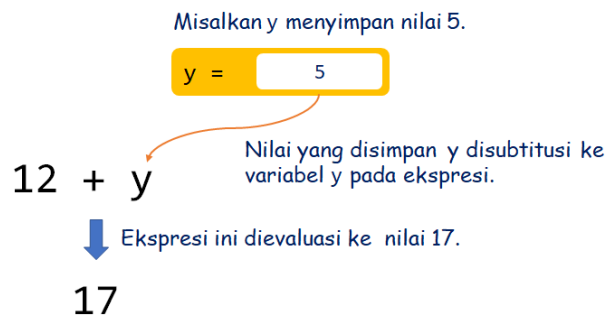 Misalkan y menyimpan nilai 5.
y = 5
Nilai yang disimpan y disubtitusi ke
variabel y pada ekspresi.
12 + y
Ekspresi ini dievaluasi ke nilai 17.
17